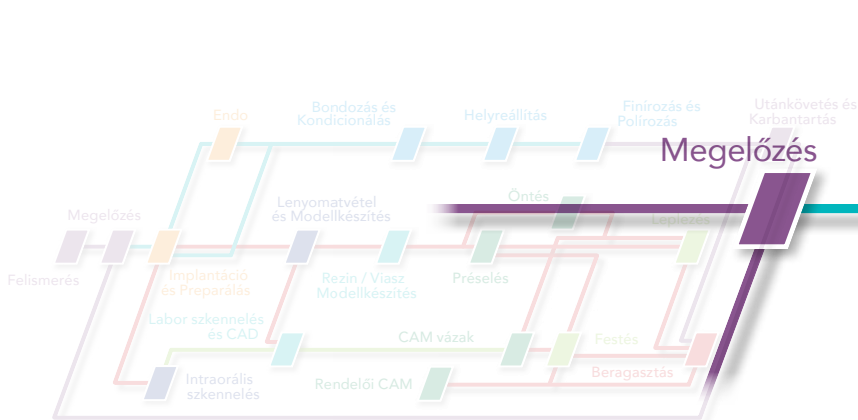 Endo
Bondozás és
Kondicionálás
Helyreállítás
Finírozás és
Polírozás
Utánkövetés és
Karbantartás
Megelőzés
Megelőzés
Lenyomatvétel
és Modellkészítés
Öntés
Leplezés
Felismerés
Implantáció
és Preparálás
Rezin / Viasz
Modellkészítés
Préselés
Labor szkennelés
és CAD
CAM vázak
Festés
Intraorális
szkennelés
Rendelői CAM
Beragasztás